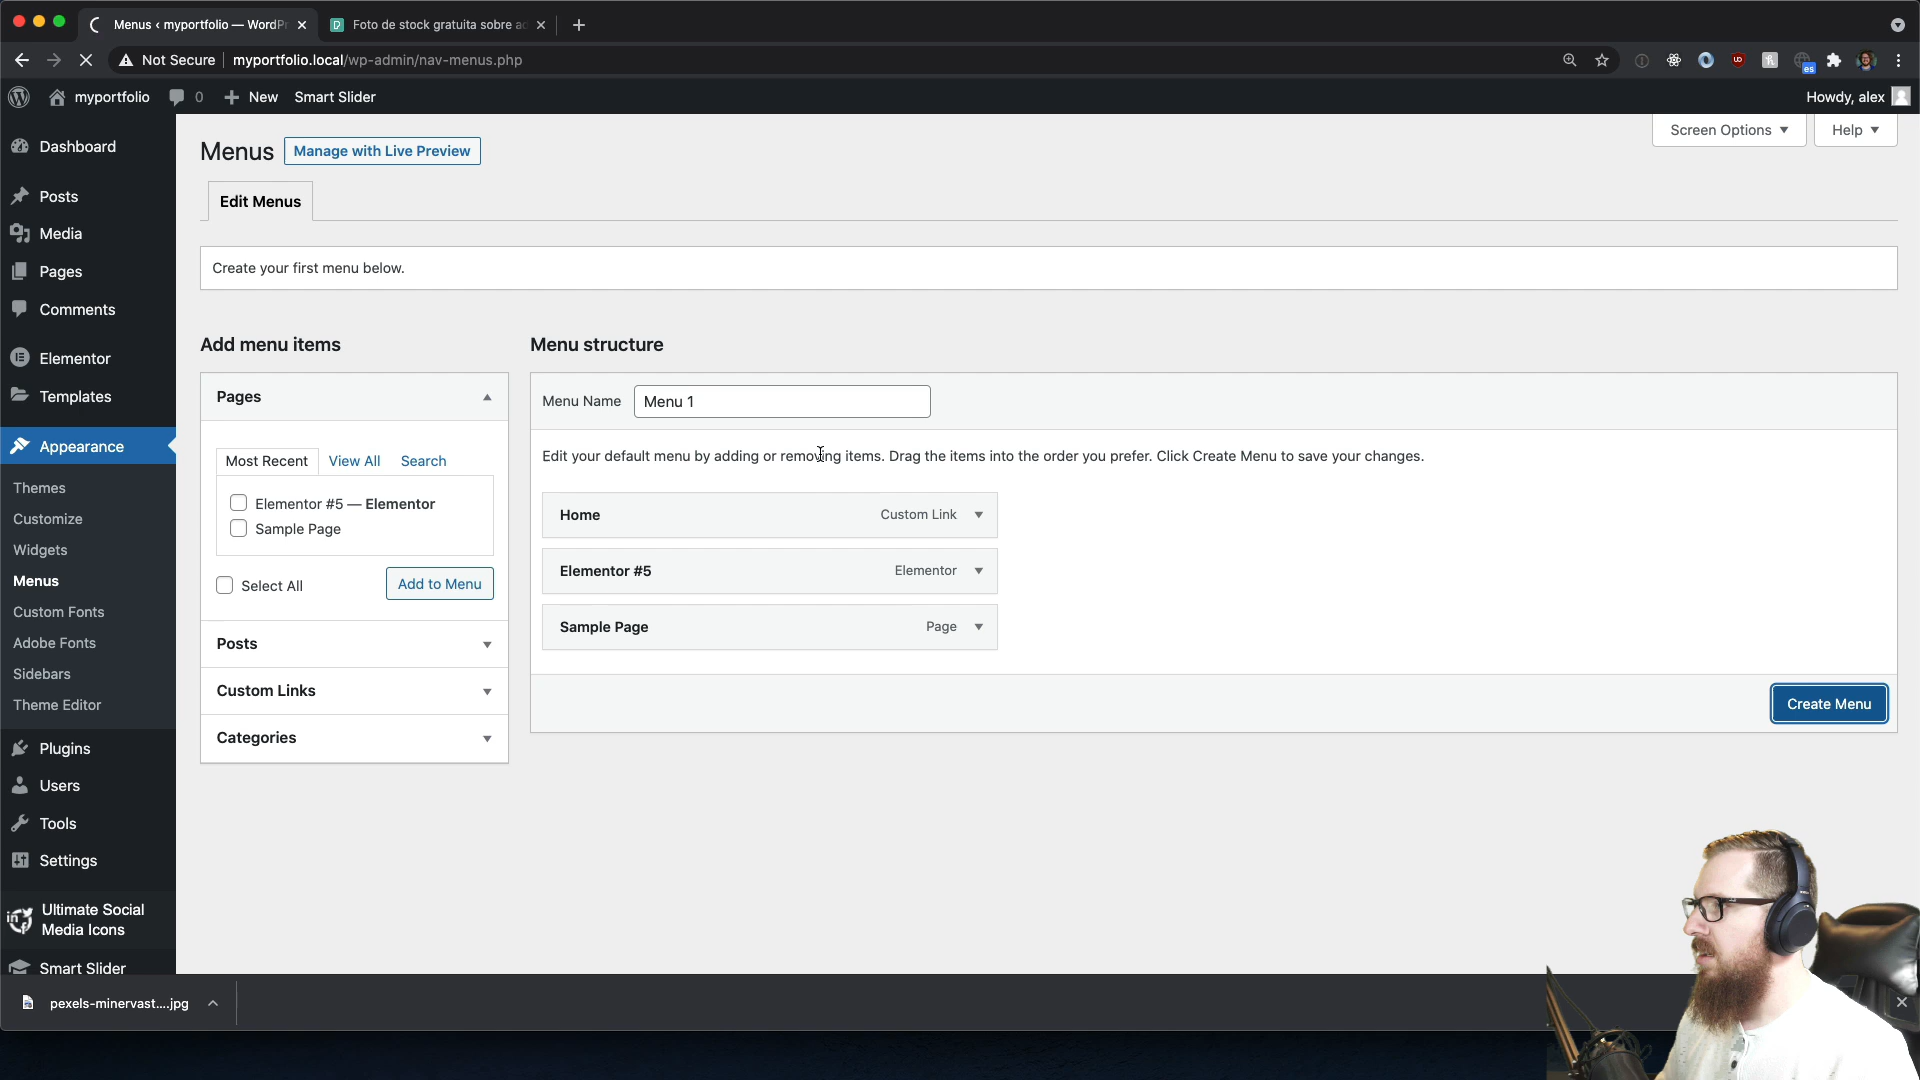 Menus ‹ myportfolio — WordPr
Foto de stock gratuita sobre ad
Not Secure
myportfolio.local/wp-admin/nav-menus.php
es
myportfolio
0
New
Smart Slider
Howdy, alex
Dashboard
Posts
Media
Pages
Comments
Elementor
Templates
Appearance
Themes
Customize
Widgets
Menus
Custom Fonts
Adobe Fonts
Sidebars
Theme Editor
Plugins
Users
Tools
Settings
Ultimate Social
Media Icons
Smart Slider
Menus
Manage with Live Preview
Screen Options
Help
Edit Menus
Create your first menu below.
Add menu items
Pages
Most Recent
View All
Search
Elementor #5 — Elementor
Sample Page
Select All
Add to Menu
Posts
Custom Links
Categories
Menu structure
Menu Name
Menu 1
Edit your default menu by adding or removing items. Drag the items into the order you prefer. Click Create Menu to save your changes.
Home
Custom Link
Elementor #5
Elementor
Sample Page
Page
Create Menu
pexels-minervast....jpg